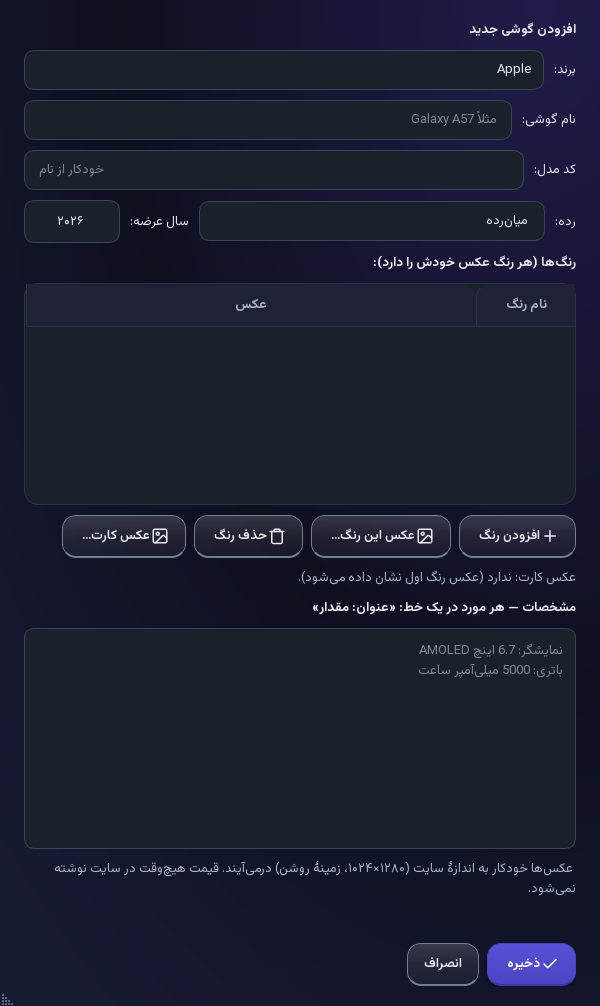 افزودن گوشی جدید
برند: Apple
نام گوشی: مثلاً Galaxy A57
کد مدل: خودکار از نام
رده: میان‌رده سال عرضه: ۲۰۲۶
رنگ‌ها (هر رنگ عکس خودش را دارد):
نام رنگ عکس
افزودن رنگ عکس این رنگ... حذف رنگ عکس کارت...
عکس کارت: ندارد (عکس رنگ اول نشان داده می‌شود).
مشخصات — هر مورد در یک خط: «عنوان: مقدار»
نمایشگر: 6.7 اینچ AMOLED
باتری: 5000 میلی‌آمپر ساعت
عکس‌ها خودکار به اندازهٔ سایت (۱۲۸۰×۱۰۲۴، زمینهٔ روشن) درمی‌آیند. قیمت هیچ‌وقت در سایت نوشته
نمی‌شود.
ذخیره انصراف